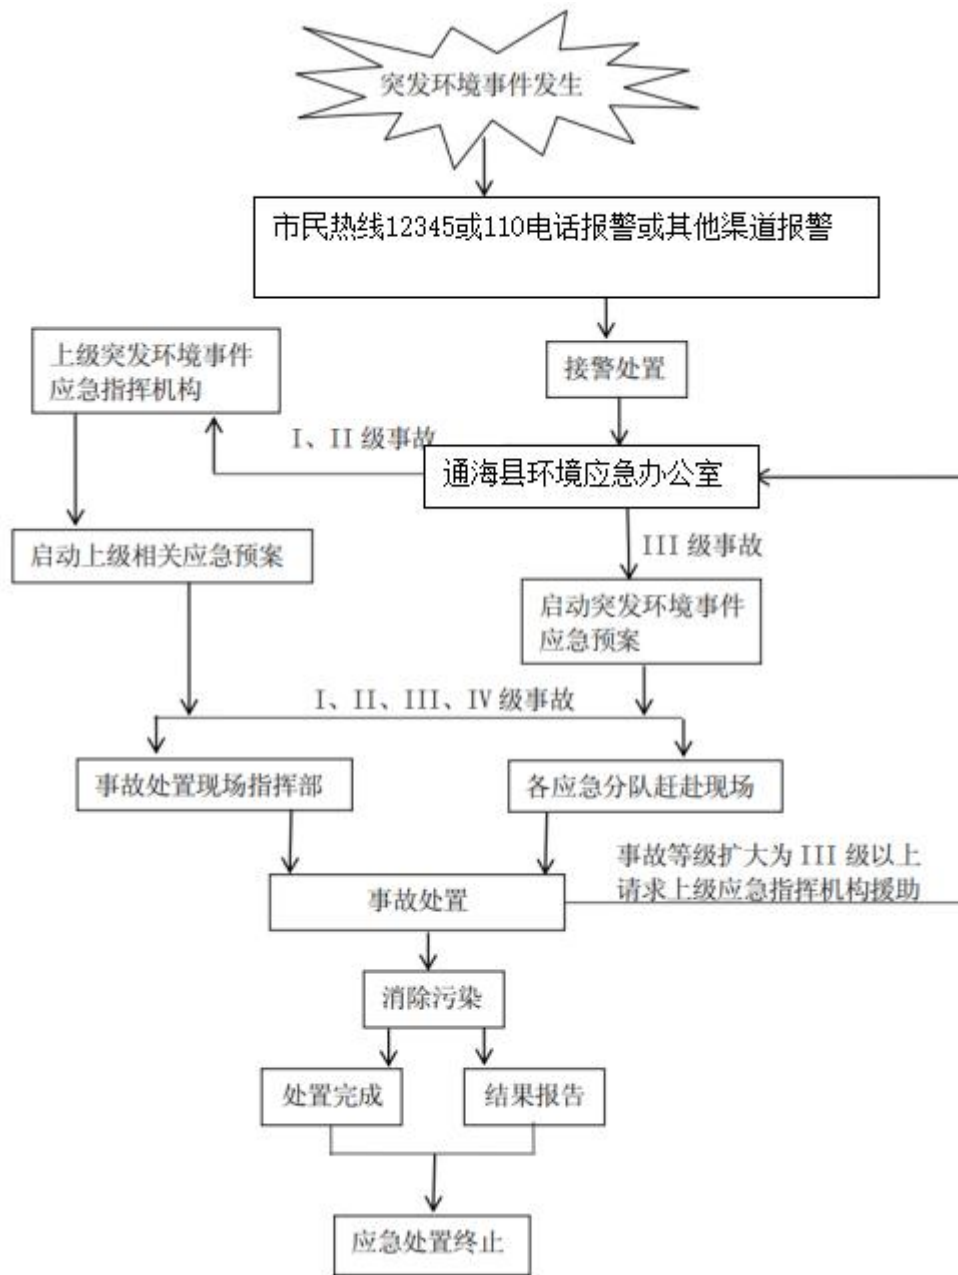 突发环境事件发生
市民热线12345或110电话报警或其他渠道报警
上级突发环境事件
应急指挥机构
接警处置
I、II 级事故
通海县环境应急办公室
III 级事故
启动上级相关应急预案
启动突发环境事件
应急预案
I、II、III、IV 级事故
事故处置现场指挥部
各应急分队赶赴现场
事故等级扩大为 III 级以上
请求上级应急指挥机构援助
事故处置
消除污染
处置完成
结果报告
应急处置终止